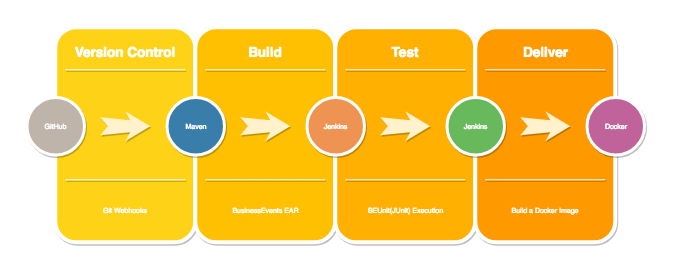 Version Control
Build
Test
Deliver
GitHub
Maven
Jenkins
Jenkins
Docker
Git Webhooks
BusinessEvents EAR
BEUnit(JUnit) Execution
Build a Docker Image